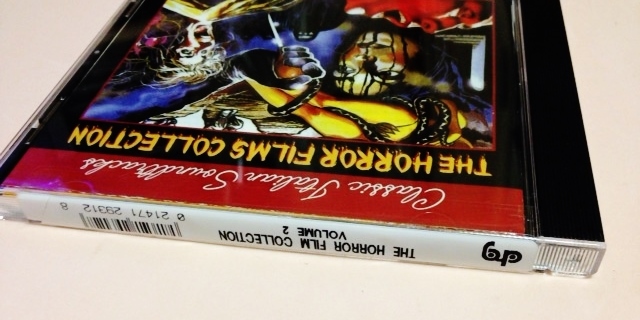 Classic Italian Soundtracks
THE HORROR FILMS COLLECTION
drg
THE HORROR FILM COLLECTION
VOLUME 2
0 21471 29312 8